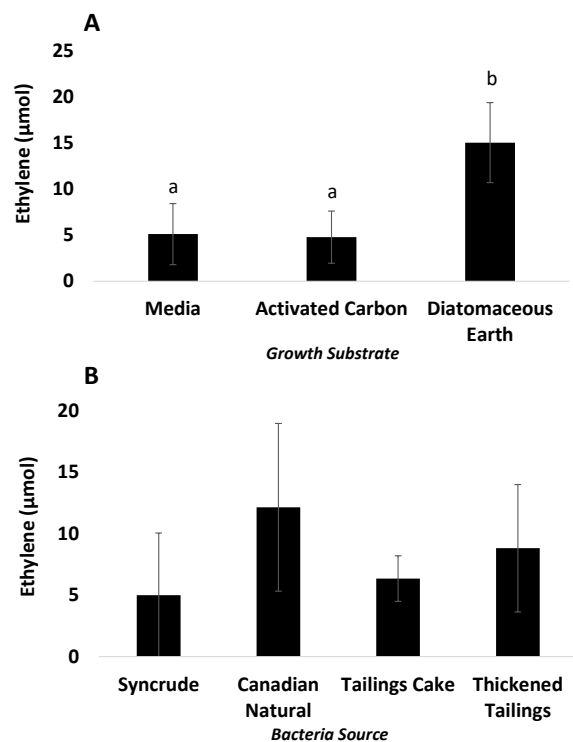 A
Ethylene (μmol)
25
20
15
10
5
0
a
a
b
Media
Activated Carbon
Diatomaceous
Earth
Growth Substrate
B
Ethylene (μmol)
20
15
10
5
0
Syncrude
Canadian
Natural
Tailings Cake
Thickened
Tailings
Bacteria Source